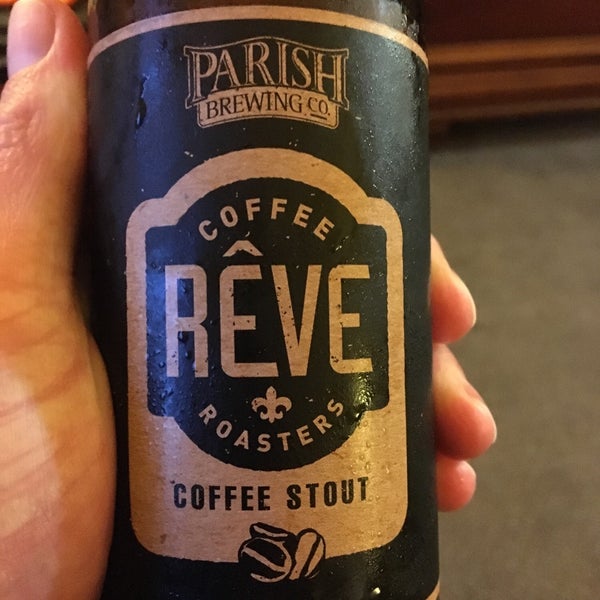 PARISH
BREWING CO.
COFFEE
RÊVE
ROASTERS
COFFEE STOUT